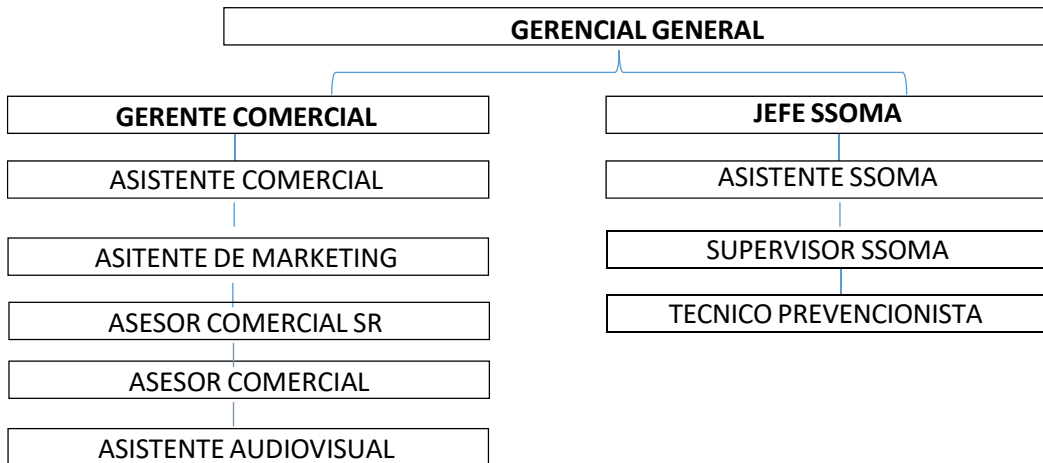 GERENCIAL GENERAL
GERENTE COMERCIAL
ASISTENTE COMERCIAL
ASITENTE DE MARKETING
ASESOR COMERCIAL SR
ASESOR COMERCIAL
ASISTENTE AUDIOVISUAL
JEFE SSOMA
ASISTENTE SSOMA
SUPERVISOR SSOMA
TECNICO PREVENCIONISTA